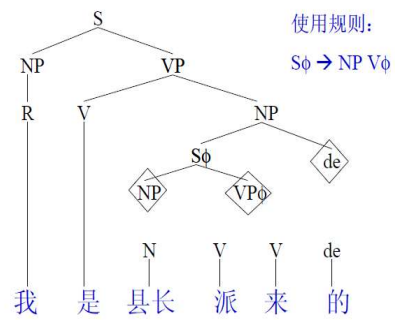 S
使用规则：
NP VP
Sϕ → NP Vϕ
R V NP
Sϕ de
NP VPϕ
N V V de
我 是 县长 派 来 的